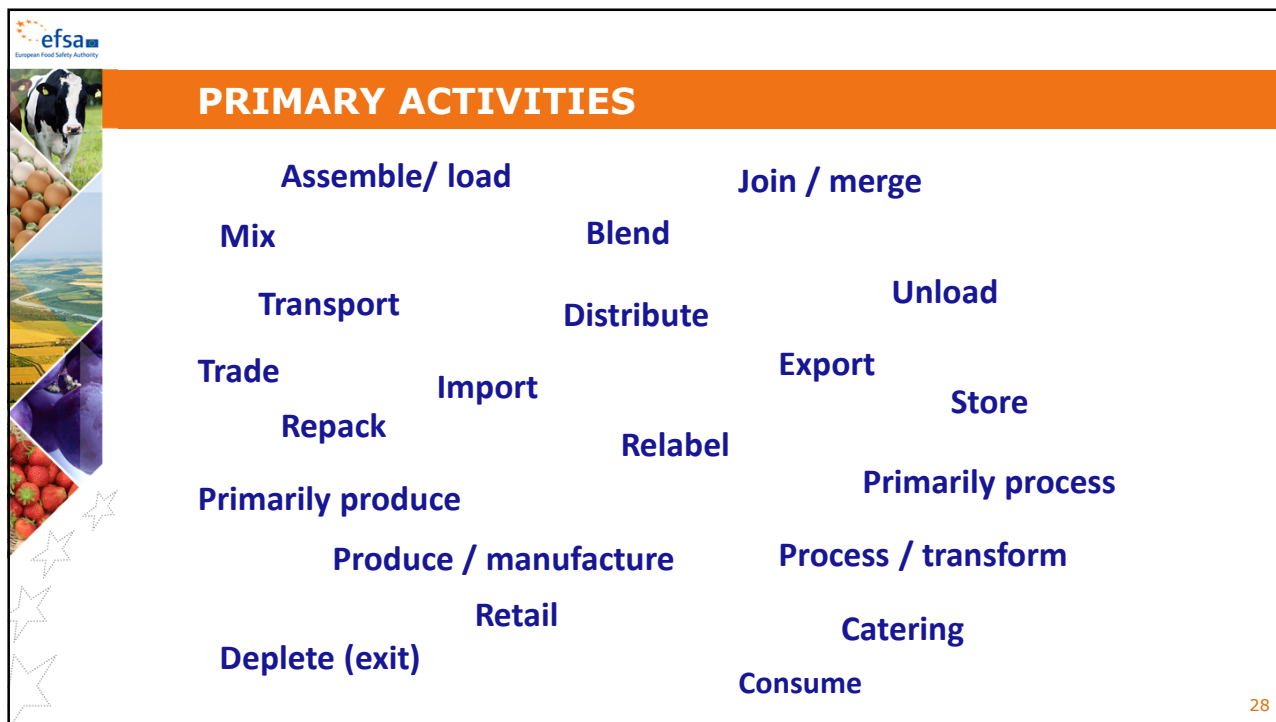 efsa
European Food Safety Authority
PRIMARY ACTIVITIES
Assemble/ load
Join / merge
Mix
Blend
Transport
Distribute
Unload
Trade
Import
Export
Store
Repack
Relabel
Primarily produce
Primarily process
Produce / manufacture
Process / transform
Retail
Catering
Deplete (exit)
Consume
28